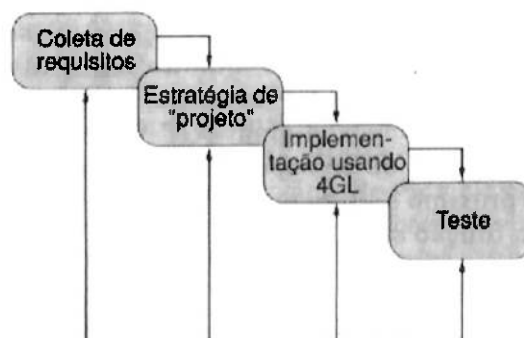 Coleta de
requisitos
Estratégia de
"projeto"
Implemen-
tação usando
4GL
Teste